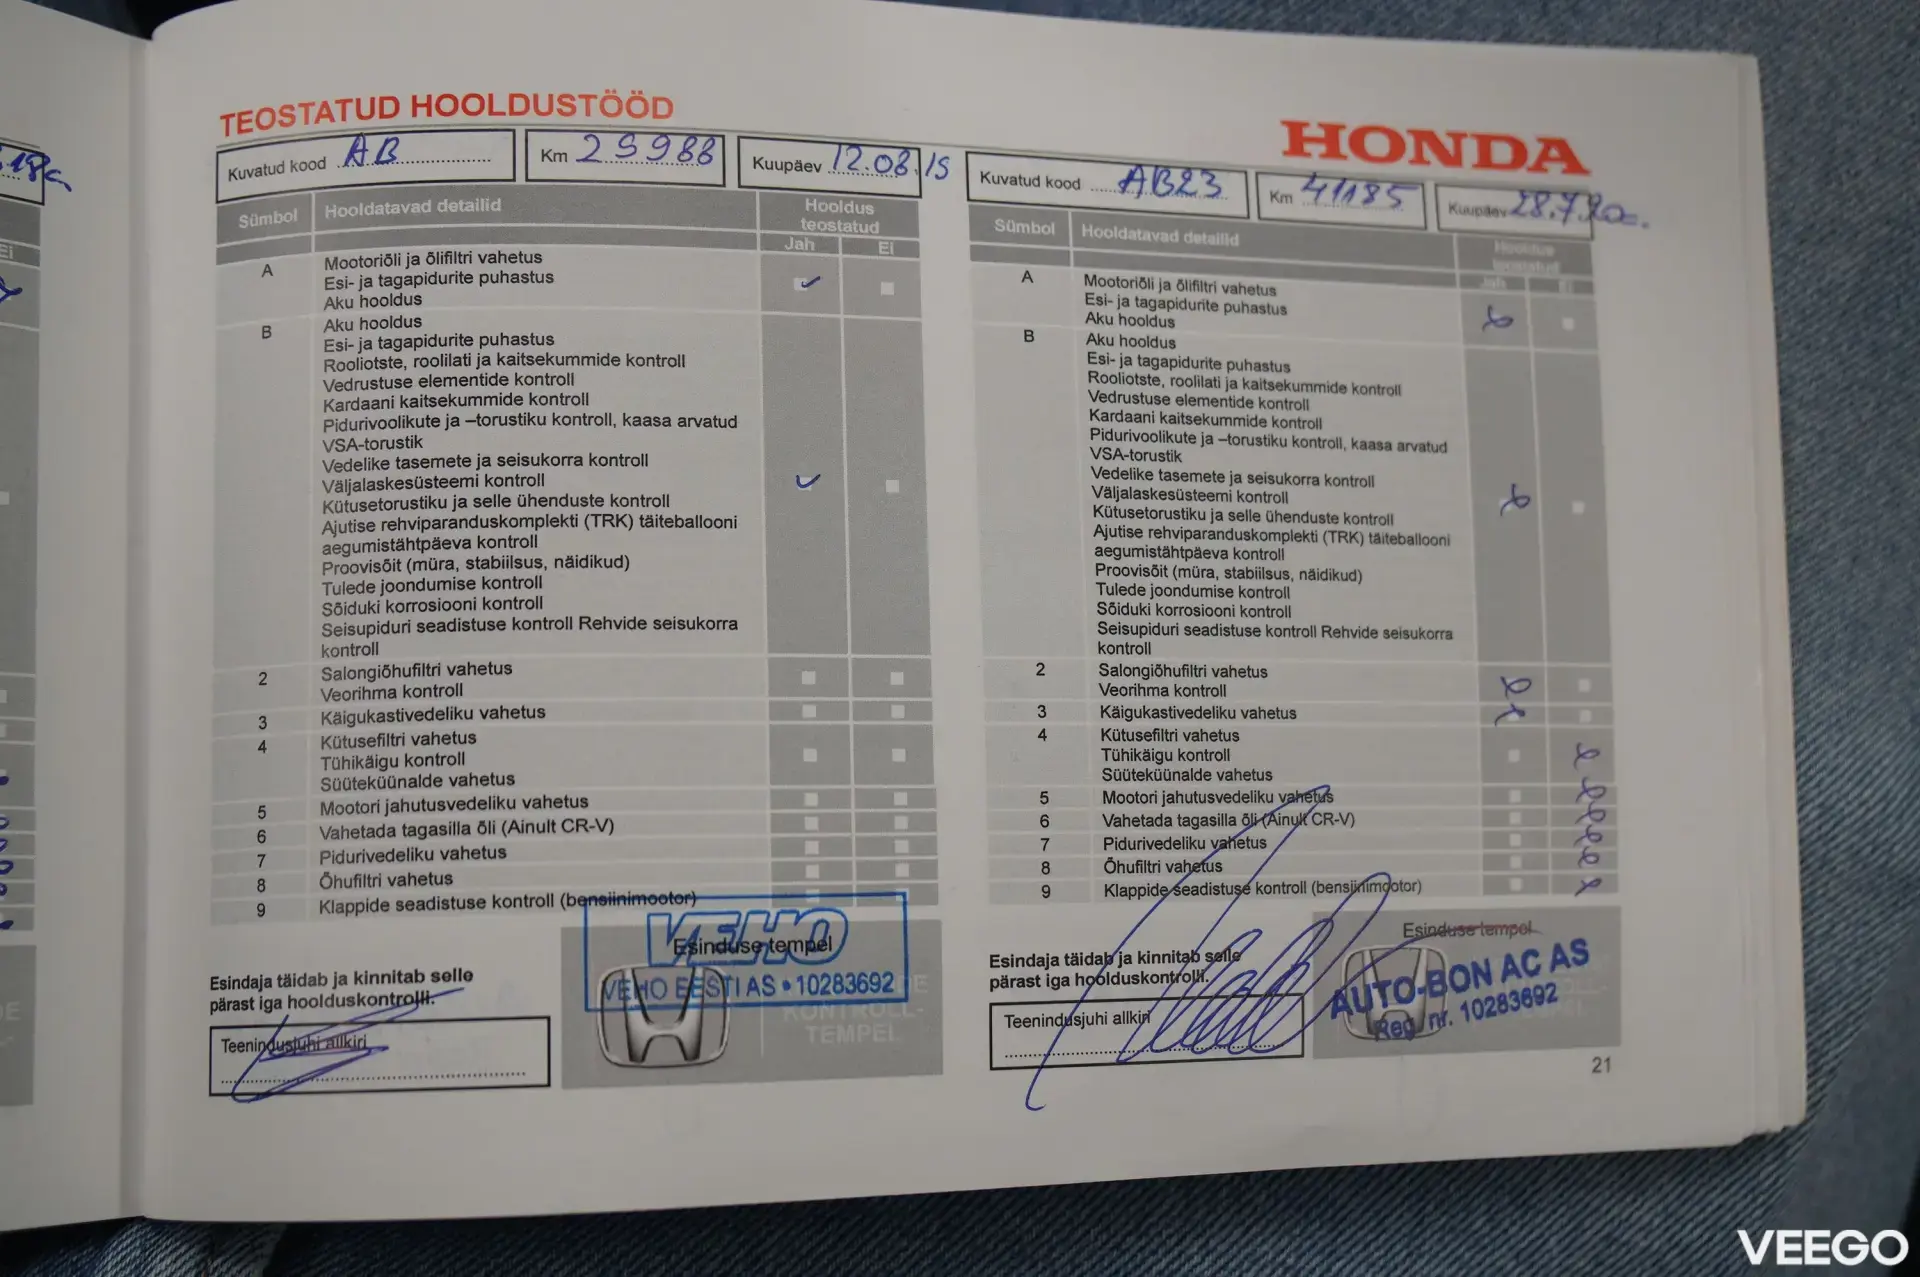 TEOSTATUD HOOLDUSTÖÖD
HONDA
Kuvatud kood AB
Km 29988
Kuupäev 12.08.19
Sümbol Hooldatavad detailid Hooldus teostatud
Jah Ei
A Mootoriõli ja õlifiltri vahetus
Esi- ja tagapidurite puhastus
Aku hooldus
B Aku hooldus
Esi- ja tagapidurite puhastus
Rooliotste, roolilati ja kaitsekummide kontroll
Vedrustuse elementide kontroll
Kardaani kaitsekummide kontroll
Pidurivoolikute ja –torustiku kontroll, kaasa arvatud
VSA-torustik
Vedelike tasemete ja seisukorra kontroll
Väljalaskesüsteemi kontroll
Kütusetorustiku ja selle ühenduste kontroll
Ajutise rehviparanduskomplekti (TRK) täiteballooni
aegumistähtpäeva kontroll
Proovisõit (müra, stabiilsus, näidikud)
Tulede joondumise kontroll
Sõiduki korrosiooni kontroll
Seisupiduri seadistuse kontroll Rehvide seisukorra
kontroll
2 Salongiõhufiltri vahetus
Veorihma kontroll
3 Käigukastivedeliku vahetus
4 Kütusefiltri vahetus
Tühikäigu kontroll
Süüteküünalde vahetus
5 Mootori jahutusvedeliku vahetus
6 Vahetada tagasilla õli (Ainult CR-V)
7 Pidurivedeliku vahetus
8 Õhufiltri vahetus
9 Klappide seadistuse kontroll (bensiinimootor)
Esindaja täidab ja kinnitab selle
pärast iga hoolduskontrolli.
Teenindusjuhi allkiri
Esinduse tempel
VEHO
VEHO EESTI AS • 10283692
KONTROLL-
TEMPEL
Kuvatud kood AB23
Km 41185
Kuupäev
Sümbol Hooldatavad detailid Hooldus teostatud
Jah Ei
A Mootoriõli ja õlifiltri vahetus
Esi- ja tagapidurite puhastus
Aku hooldus
B Aku hooldus
Esi- ja tagapidurite puhastus
Rooliotste, roolilati ja kaitsekummide kontroll
Vedrustuse elementide kontroll
Kardaani kaitsekummide kontroll
Pidurivoolikute ja –torustiku kontroll, kaasa arvatud
VSA-torustik
Vedelike tasemete ja seisukorra kontroll
Väljalaskesüsteemi kontroll
Kütusetorustiku ja selle ühenduste kontroll
Ajutise rehviparanduskomplekti (TRK) täiteballooni
aegumistähtpäeva kontroll
Proovisõit (müra, stabiilsus, näidikud)
Tulede joondumise kontroll
Sõiduki korrosiooni kontroll
Seisupiduri seadistuse kontroll Rehvide seisukorra
kontroll
2 Salongiõhufiltri vahetus
Veorihma kontroll
3 Käigukastivedeliku vahetus
4 Kütusefiltri vahetus
Tühikäigu kontroll
Süüteküünalde vahetus
5 Mootori jahutusvedeliku vahetus
6 Vahetada tagasilla õli (Ainult CR-V)
7 Pidurivedeliku vahetus
8 Õhufiltri vahetus
9 Klappide seadistuse kontroll (bensiinimootor)
Esindaja täidab ja kinnitab selle
pärast iga hoolduskontrolli.
Teenindusjuhi allkiri
Esinduse tempel
AUTO-BON AC AS
Reg. nr. 10283692
21
VEEGO